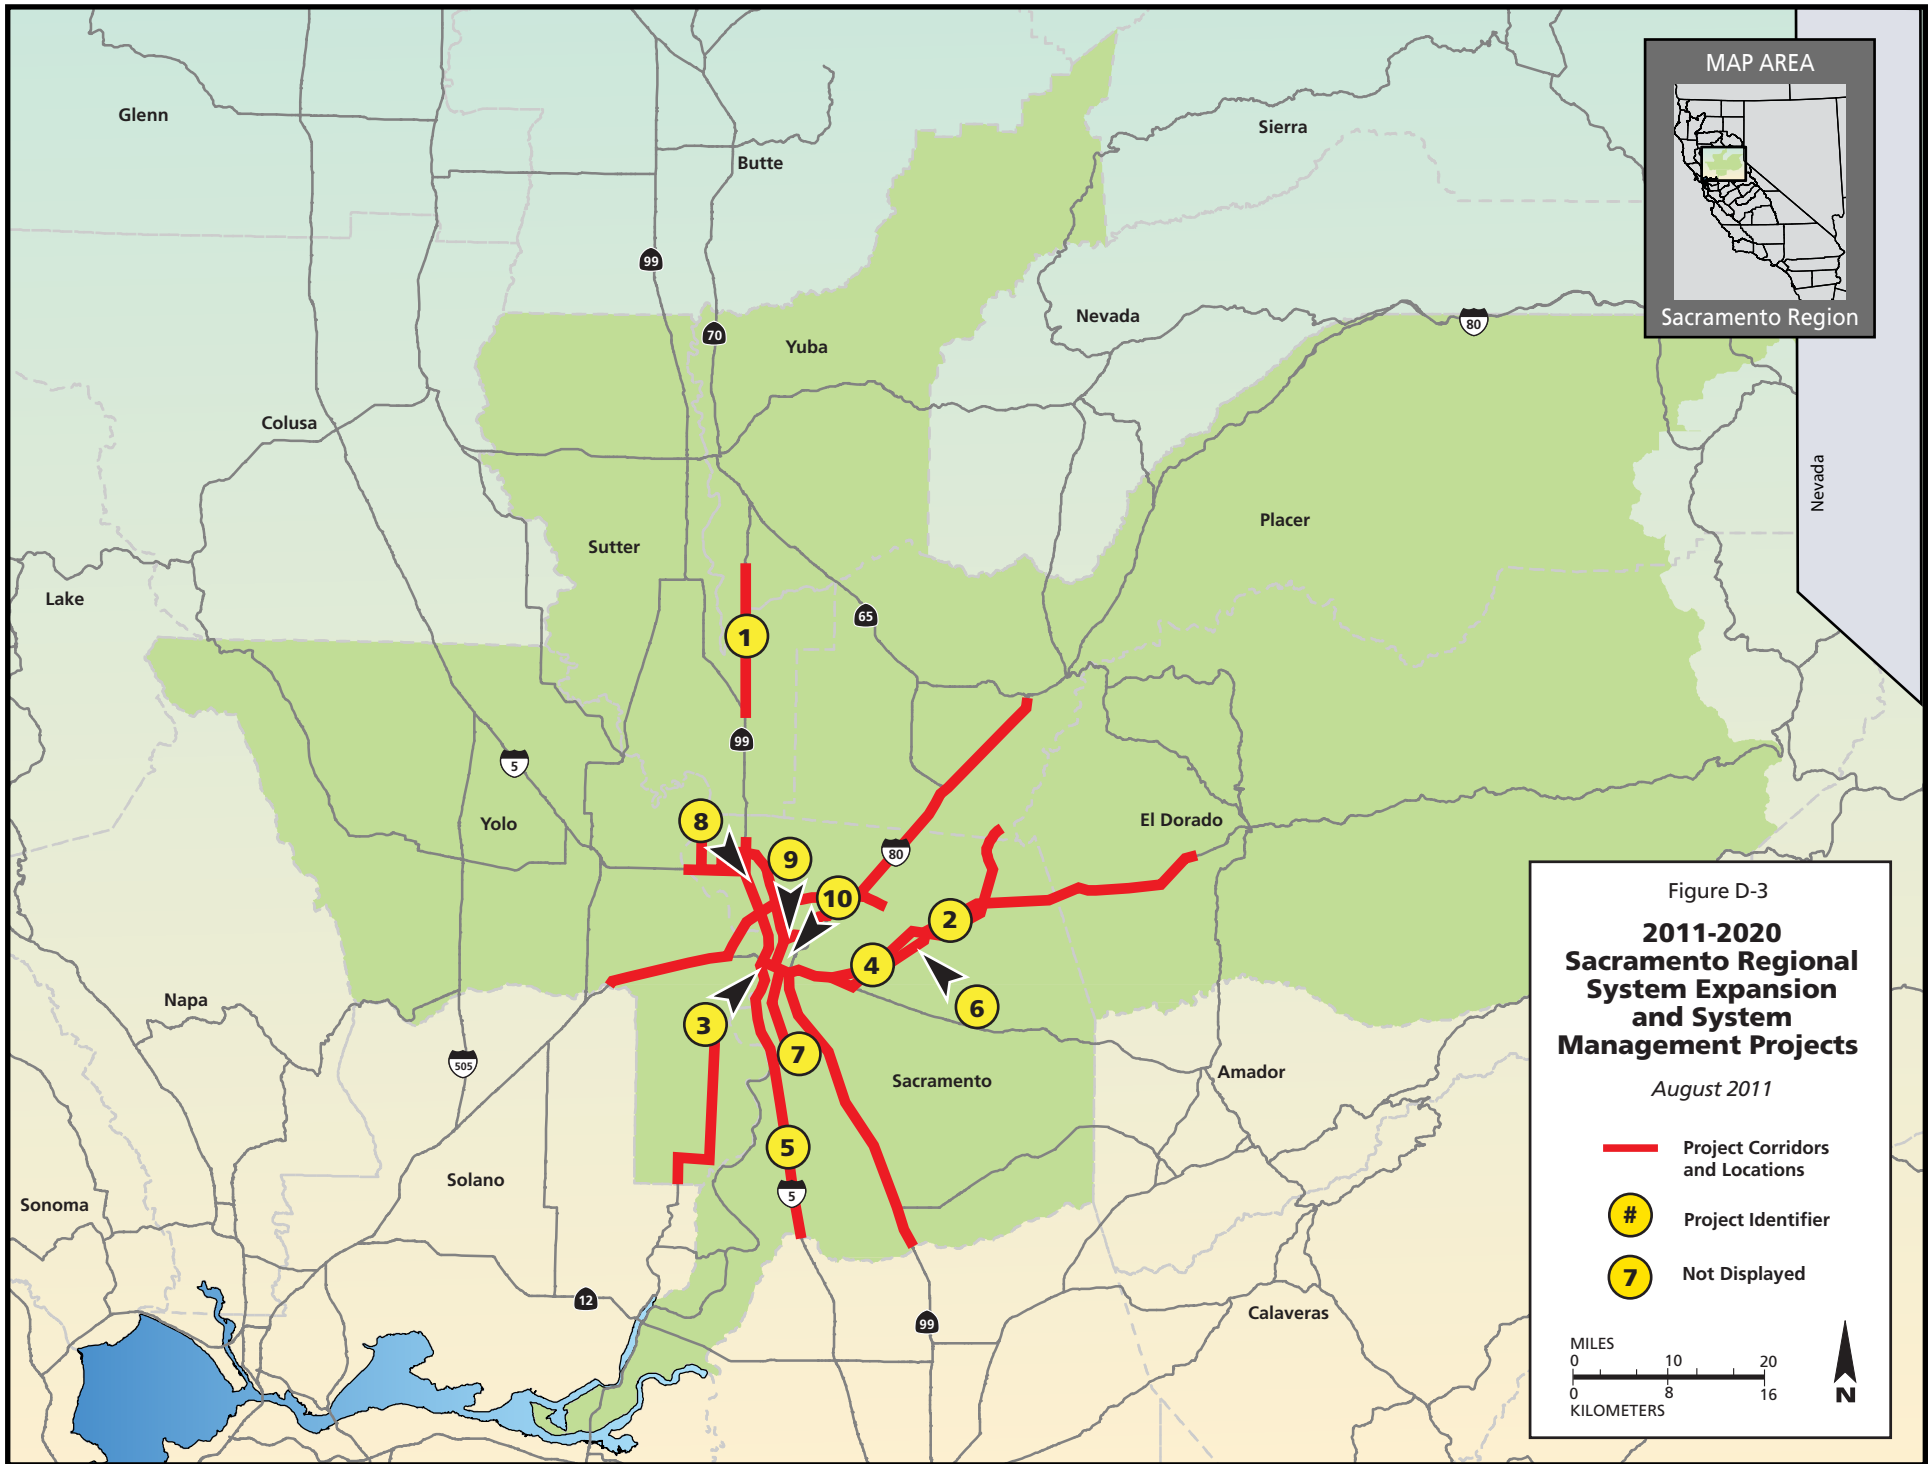 MAP AREA
Sacramento Region
Glenn
Butte
Sierra
99
70
Nevada
80
Yuba
Colusa
Nevada
Placer
Sutter
Lake
65
1
99
5
Yolo
8
9
80
El Dorado
10
2
4
6
Napa
3
7
505
Sacramento
Amador
5
Solano
5
Sonoma
12
99
Calaveras
Figure D-3
2011-2020
Sacramento Regional
System Expansion
and System
Management Projects
August 2011
Project Corridors
and Locations
# Project Identifier
7 Not Displayed
MILES
0 10 20
0 8 16
KILOMETERS
N